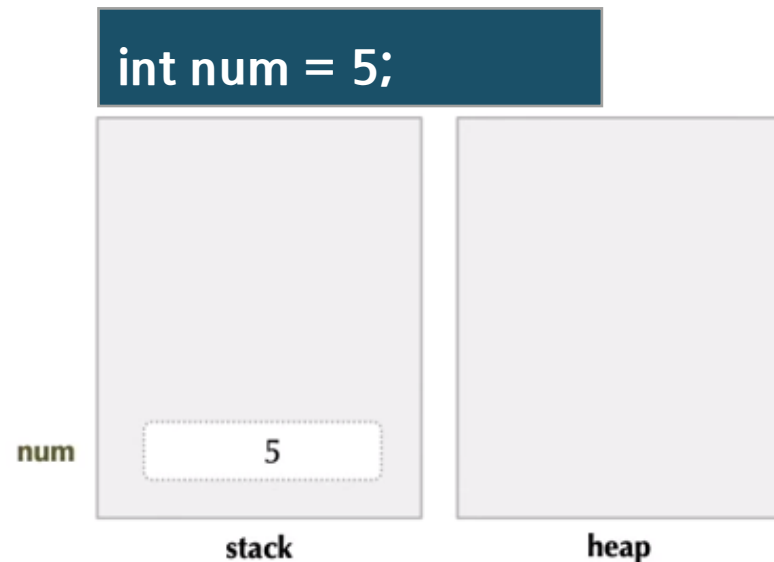 int num = 5;
num
5
stack
heap